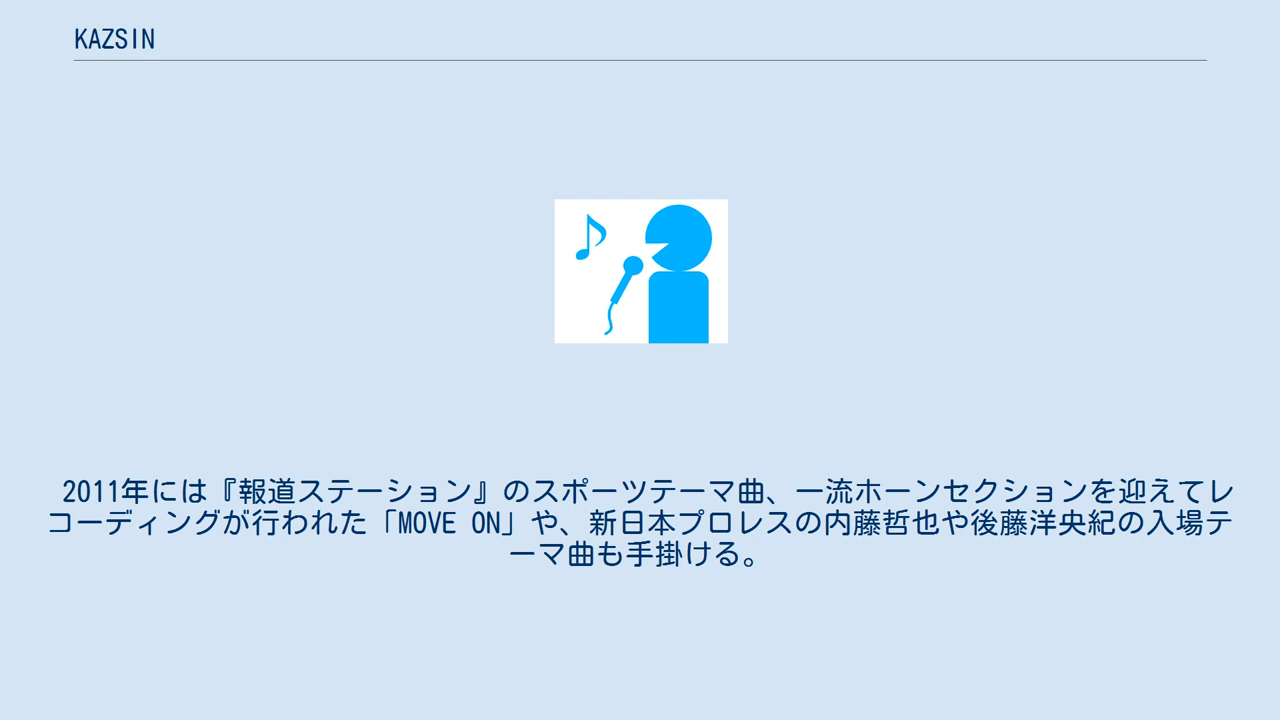 KAZSIN
2011年には『報道ステーション』のスポーツテーマ曲、一流ホーンセクションを迎えてレ
コーディングが行われた「MOVE ON」や、新日本プロレスの内藤哲也や後藤洋央紀の入場テ
ーマ曲も手掛ける。